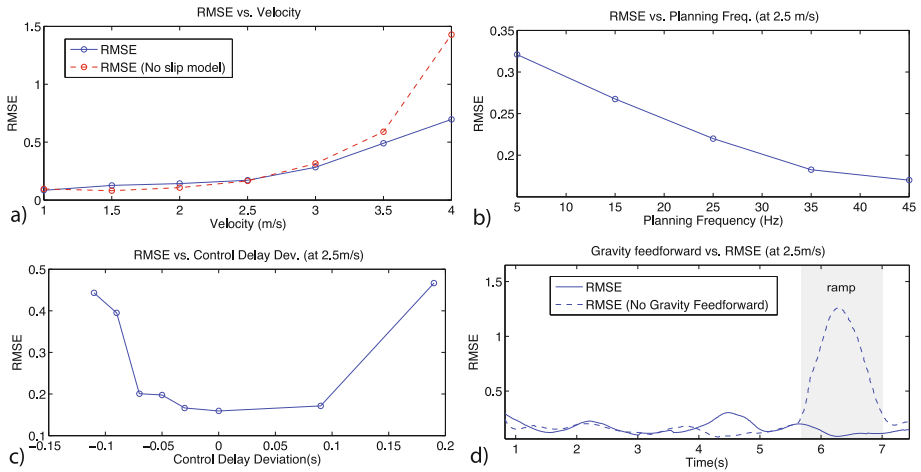 RMSE vs. Velocity
1.5
1
0.5
0
RMSE
RMSE
RMSE (No slip model)
1
1.5
2
2.5
3
3.5
4
Velocity (m/s)
a)
RMSE vs. Planning Freq. (at 2.5 m/s)
0.35
0.3
0.25
0.2
RMSE
5
15
25
35
45
Planning Frequency (Hz)
b)
RMSE vs. Control Delay Dev. (at 2.5m/s)
0.5
0.4
0.3
0.2
0.1
RMSE
−0.15
−0.1
−0.05
0
0.05
0.1
0.15
0.2
Control Delay Deviation(s)
c)
Gravity feedforward vs. RMSE (at 2.5m/s)
1.5
1
0.5
RMSE
RMSE
RMSE (No Gravity Feedforward)
ramp
1
2
3
4
5
6
7
Time(s)
d)